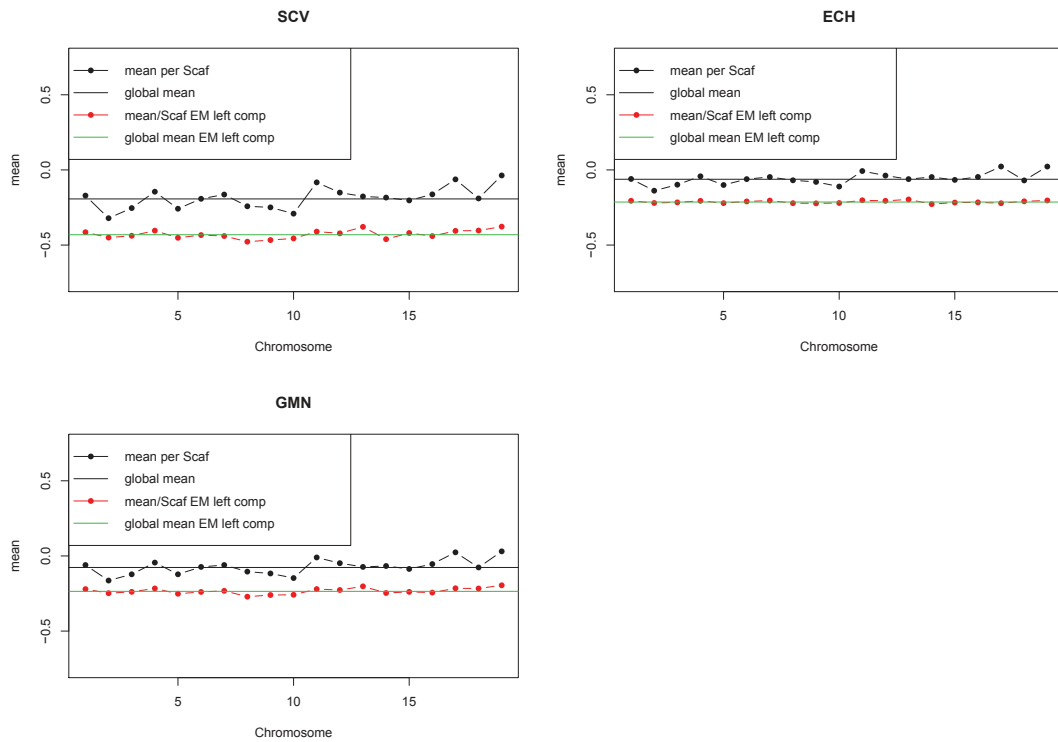 SCV
mean per Scaf
global mean
mean/Scaf EM left comp
global mean EM left comp
mean
0.5
0.0
−0.5
5 10 15
Chromosome
ECH
mean per Scaf
global mean
mean/Scaf EM left comp
global mean EM left comp
mean
0.5
0.0
−0.5
5 10 15
Chromosome
GMN
mean per Scaf
global mean
mean/Scaf EM left comp
global mean EM left comp
mean
0.5
0.0
−0.5
5 10 15
Chromosome